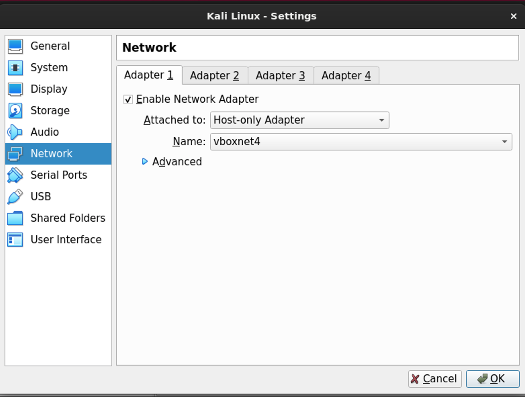 Kali Linux - Settings
General
System
Display
Storage
Audio
Network
Serial Ports
USB
Shared Folders
User Interface
Network
Adapter 1 Adapter 2 Adapter 3 Adapter 4
Enable Network Adapter
Attached to: Host-only Adapter
Name: vboxnet4
Advanced
Cancel OK